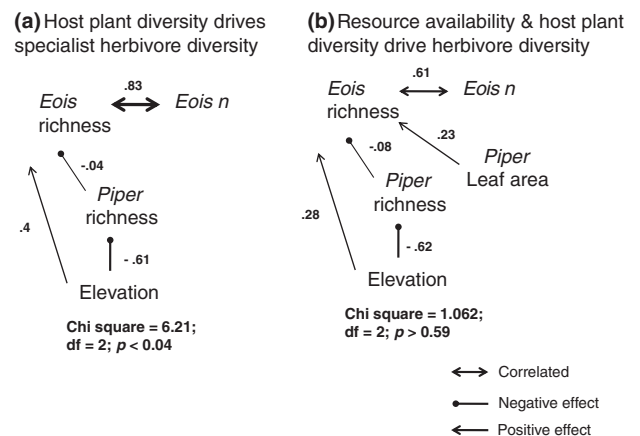 (a) Host plant diversity drives
specialist herbivore diversity
.83
Eois
richness
Eois n
-.04
Piper
richness
.4
- .61
Elevation
Chi square = 6.21;
df = 2; p < 0.04
(b) Resource availability & host plant
diversity drive herbivore diversity
.61
Eois
richness
Eois n
.23
-.08
Piper
Leaf area
Piper
richness
.28
- .62
Elevation
Chi square = 1.062;
df = 2; p > 0.59
Correlated
Negative effect
Positive effect